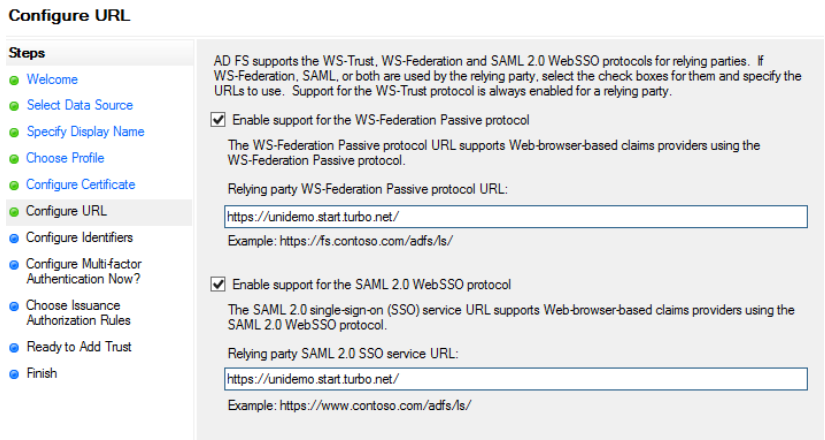 Configure URL
Steps
Welcome
Select Data Source
Specify Display Name
Choose Profile
Configure Certificate
Configure URL
Configure Identifiers
Configure Multi-factor
Authentication Now?
Choose Issuance
Authorization Rules
Ready to Add Trust
Finish
AD FS supports the WS-Trust, WS-Federation and SAML 2.0 WebSSO protocols for relying parties.  If
WS-Federation, SAML, or both are used by the relying party, select the check boxes for them and specify the
URLs to use.  Support for the WS-Trust protocol is always enabled for a relying party.
Enable support for the WS-Federation Passive protocol
The WS-Federation Passive protocol URL supports Web-browser-based claims providers using the
WS-Federation Passive protocol.
Relying party WS-Federation Passive protocol URL:
https://unidemo.start.turbo.net/
Example: https://fs.contoso.com/adfs/ls/
Enable support for the SAML 2.0 WebSSO protocol
The SAML 2.0 single-sign-on (SSO) service URL supports Web-browser-based claims providers using the
SAML 2.0 WebSSO protocol.
Relying party SAML 2.0 SSO service URL:
https://unidemo.start.turbo.net/
Example: https://www.contoso.com/adfs/ls/